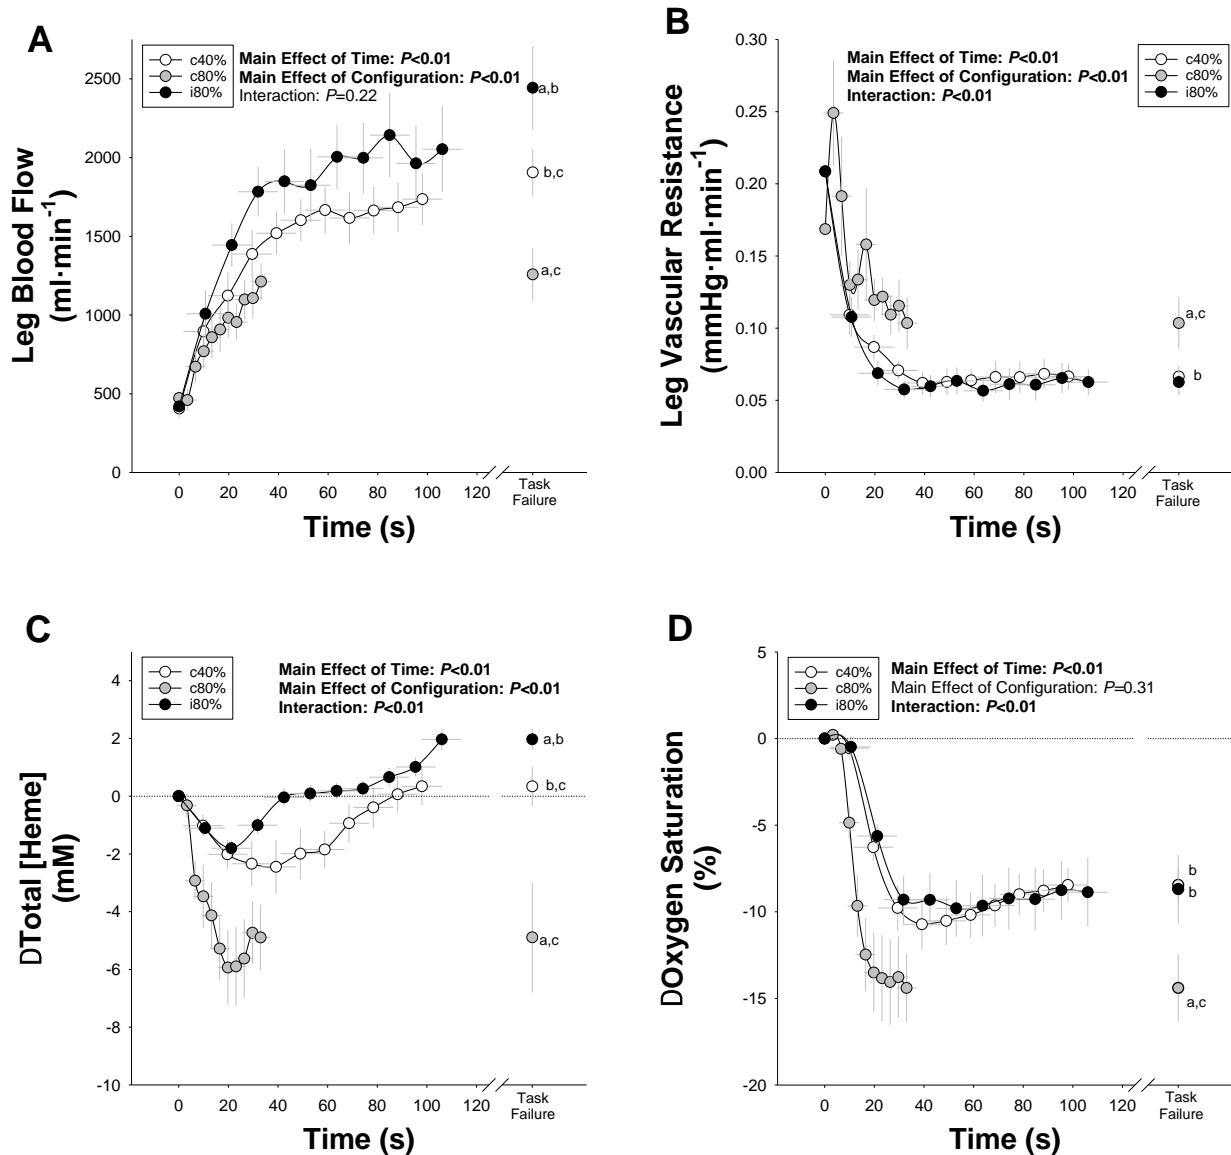 A
c40%
c80%
i80%
Main Effect of Time: P<0.01
Main Effect of Configuration: P<0.01
Interaction: P=0.22
Leg Blood Flow
(ml·min⁻¹)
2500
2000
1500
1000
500
0
a,b
b,c
a,c
0 20 40 60 80 100 120
Task
Failure
Time (s)
B
Main Effect of Time: P<0.01
Main Effect of Configuration: P<0.01
Interaction: P<0.01
c40%
c80%
i80%
Leg Vascular Resistance
(mmHg·ml·min⁻¹)
0.30
0.25
0.20
0.15
0.10
0.05
0.00
a,c
b
0 20 40 60 80 100 120
Task
Failure
Time (s)
C
c40%
c80%
i80%
Main Effect of Time: P<0.01
Main Effect of Configuration: P<0.01
Interaction: P<0.01
DTotal [Heme]
(mM)
4
2
0
-2
-4
-6
-8
-10
a,b
b,c
a,c
0 20 40 60 80 100 120
Task
Failure
Time (s)
D
c40%
c80%
i80%
Main Effect of Time: P<0.01
Main Effect of Configuration: P=0.31
Interaction: P<0.01
DOxygen Saturation
(%)
5
0
-5
-10
-15
-20
b
b
a,c
0 20 40 60 80 100 120
Task
Failure
Time (s)